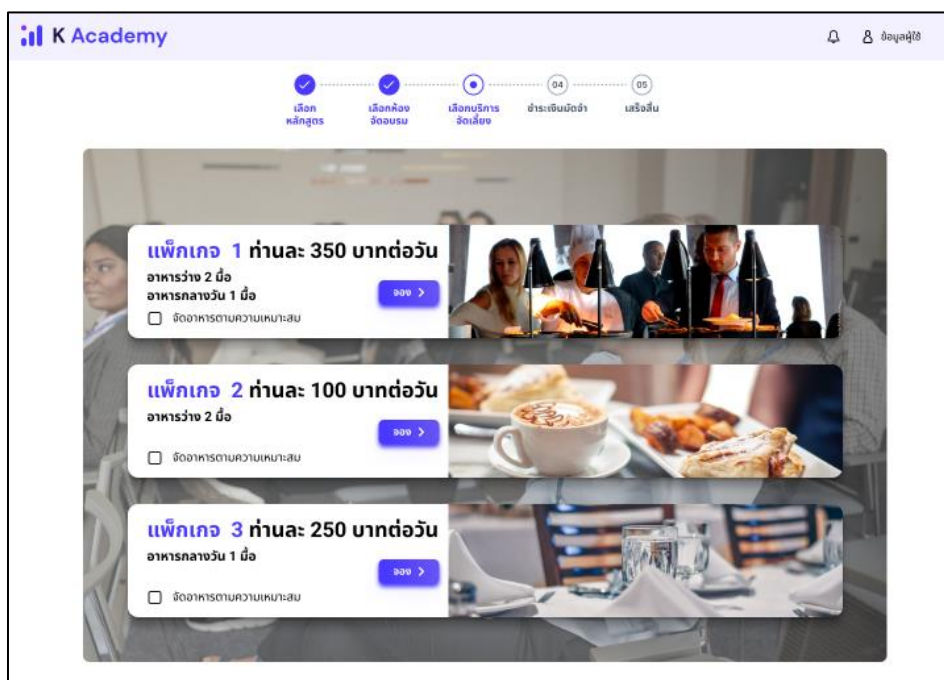 K Academy
ข้อมูลผู้ใช้
04
05
เลือก
หลักสูตร
เลือกห้อง
จัดอบรม
เลือกบริการ
จัดเลี้ยง
ชำระเงินมัดจำ
เสร็จสิ้น
แพ็กเกจ 1 ท่านละ 350 บาทต่อวัน
อาหารว่าง 2 มื้อ
อาหารกลางวัน 1 มื้อ
จอง >
จัดอาหารตามความเหมาะสม
แพ็กเกจ 2 ท่านละ 100 บาทต่อวัน
อาหารว่าง 2 มื้อ
จอง >
จัดอาหารตามความเหมาะสม
แพ็กเกจ 3 ท่านละ 250 บาทต่อวัน
อาหารกลางวัน 1 มื้อ
จอง >
จัดอาหารตามความเหมาะสม